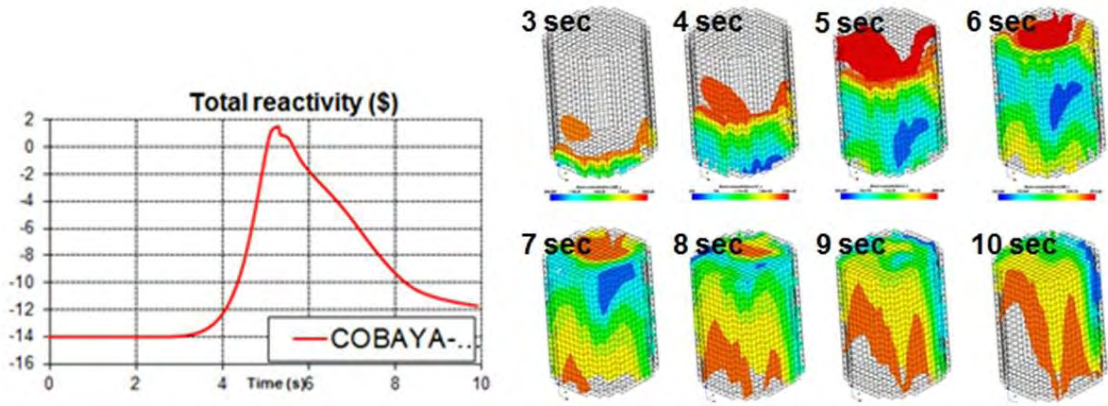 Total reactivity ($)
2
0
-2
-4
-6
-8
-10
-12
-14
-16
0
2
4
Time (s)
6
8
10
COBAYA-...
3 sec
4 sec
5 sec
6 sec
7 sec
8 sec
9 sec
10 sec